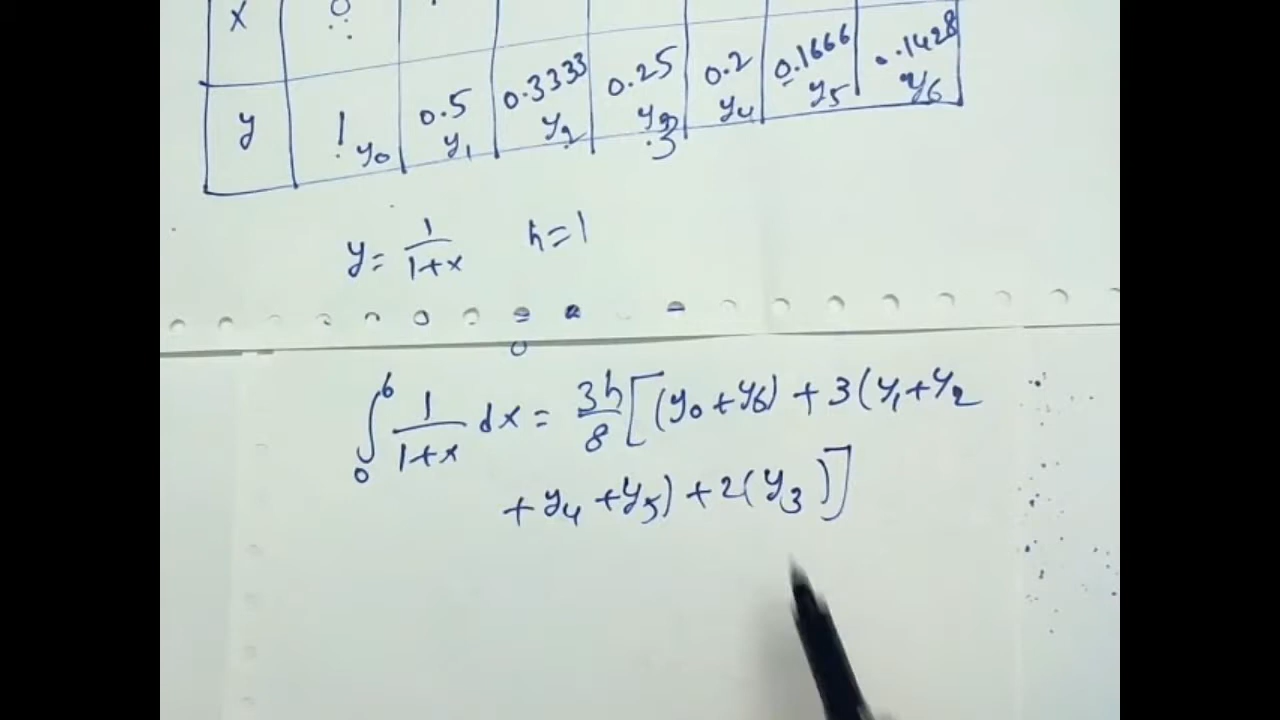 x 0
y 1 0.5 0.3333 0.25 0.2 0.1666 0.1428
y₀ y₁ y₂ y₃ y₄ y₅ y₆
3
y = 1/1+x h=1
∫₀⁶ 1/1+x dx = 3h/8 [(y₀ + y₆) + 3(y₁ + y₂
+ y₄ + y₅) + 2(y₃)]